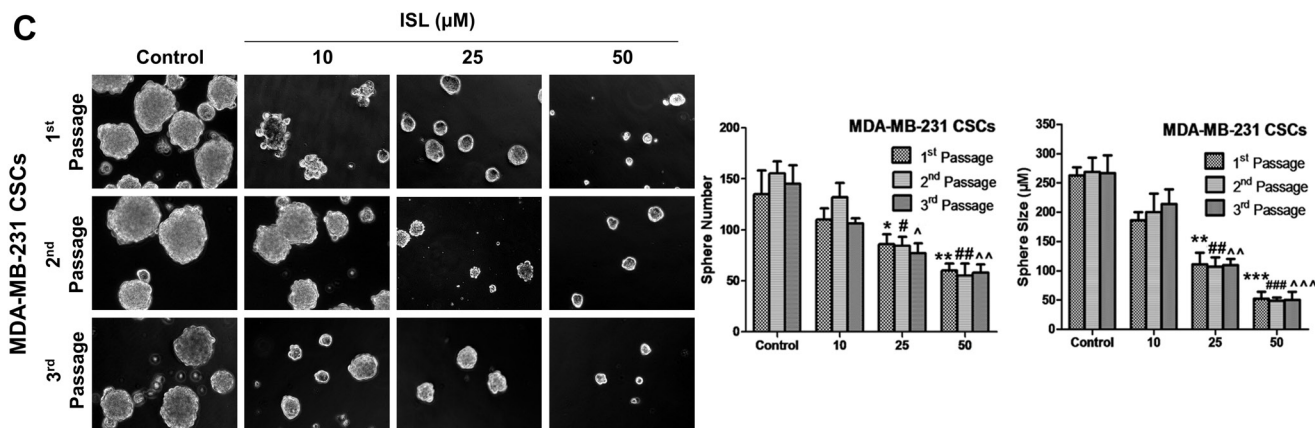 C
ISL (μM)
Control 10 25 50
MDA-MB-231 CSCs
1st Passage
2nd Passage
3rd Passage
MDA-MB-231 CSCs
1st Passage
2nd Passage
3rd Passage
Sphere Number
200
150
100
50
0
* # ^
** ## ^^
Control 10 25 50
MDA-MB-231 CSCs
1st Passage
2nd Passage
3rd Passage
Sphere Size (μM)
350
300
250
200
150
100
50
0
** ## ^^
*** ### ^^^
Control 10 25 50